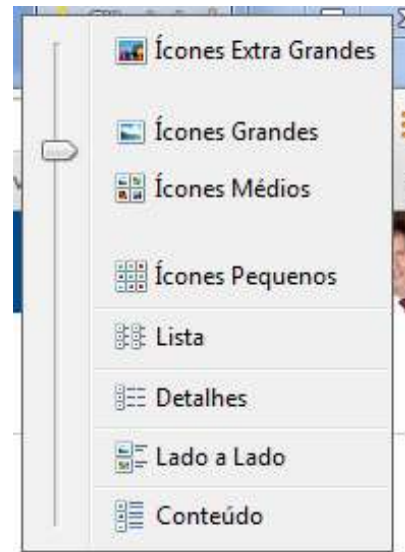 Ícones Extra Grandes
Ícones Grandes
Ícones Médios
Ícones Pequenos
Lista
Detalhes
Lado a Lado
Conteúdo